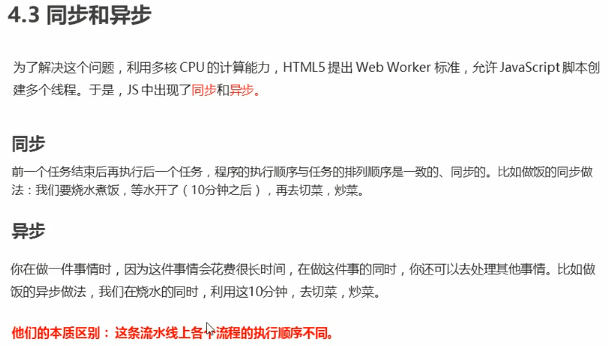 4.3 同步和异步
为了解决这个问题，利用多核 CPU 的计算能力，HTML5 提出 Web Worker 标准，允许 JavaScript 脚本创
建多个线程。于是，JS 中出现了同步和异步。
同步
前一个任务结束后再执行后一个任务，程序的执行顺序与任务的排列顺序是一致的、同步的。比如做饭的同步做
法：我们要烧水煮饭，等水开了（10分钟之后），再去切菜，炒菜。
异步
你在做一件事情时，因为这件事情会花费很长时间，在做这件事的同时，你还可以去处理其他事情。比如做
饭的异步做法，我们在烧水的同时，利用这10分钟，去切菜，炒菜。
他们的本质区别： 这条流水线上各个流程的执行顺序不同。